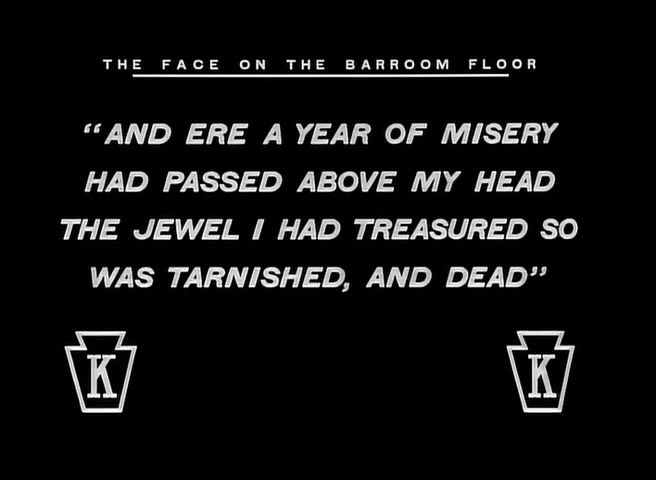 THE FACE ON THE BARROOM FLOOR
"AND ERE A YEAR OF MISERY
HAD PASSED ABOVE MY HEAD
THE JEWEL I HAD TREASURED SO
WAS TARNISHED, AND DEAD"
K K